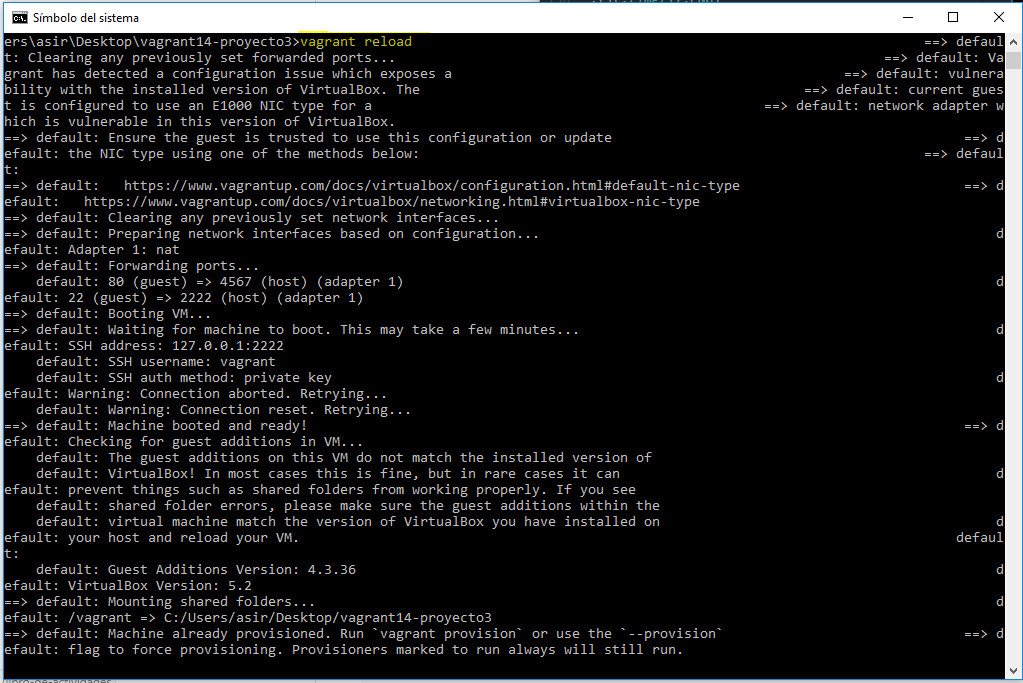 Símbolo del sistema
ers\asir\Desktop\vagrant14-proyecto3>vagrant reload ==> defaul
t: Clearing any previously set forwarded ports... ==> default: Va
grant has detected a configuration issue which exposes a ==> default: vulnera
bility with the installed version of VirtualBox. The ==> default: current gues
t is configured to use an E1000 NIC type for a ==> default: network adapter w
hich is vulnerable in this version of VirtualBox.
==> default: Ensure the guest is trusted to use this configuration or update ==> d
efault: the NIC type using one of the methods below: ==> defaul
t:
==> default: https://www.vagrantup.com/docs/virtualbox/configuration.html#default-nic-type ==> d
efault: https://www.vagrantup.com/docs/virtualbox/networking.html#virtualbox-nic-type
==> default: Clearing any previously set network interfaces...
==> default: Preparing network interfaces based on configuration... d
efault: Adapter 1: nat
==> default: Forwarding ports...
default: 80 (guest) => 4567 (host) (adapter 1) d
efault: 22 (guest) => 2222 (host) (adapter 1)
==> default: Booting VM...
==> default: Waiting for machine to boot. This may take a few minutes... d
efault: SSH address: 127.0.0.1:2222
default: SSH username: vagrant
default: SSH auth method: private key d
efault: Warning: Connection aborted. Retrying...
default: Warning: Connection reset. Retrying...
==> default: Machine booted and ready! ==> d
efault: Checking for guest additions in VM...
default: The guest additions on this VM do not match the installed version of
default: VirtualBox! In most cases this is fine, but in rare cases it can d
efault: prevent things such as shared folders from working properly. If you see
default: shared folder errors, please make sure the guest additions within the
default: virtual machine match the version of VirtualBox you have installed on d
efault: your host and reload your VM. defaul
t:
default: Guest Additions Version: 4.3.36 d
efault: VirtualBox Version: 5.2
==> default: Mounting shared folders... d
efault: /vagrant => C:/Users/asir/Desktop/vagrant14-proyecto3
==> default: Machine already provisioned. Run `vagrant provision` or use the `--provision` ==> d
efault: flag to force provisioning. Provisioners marked to run always will still run.